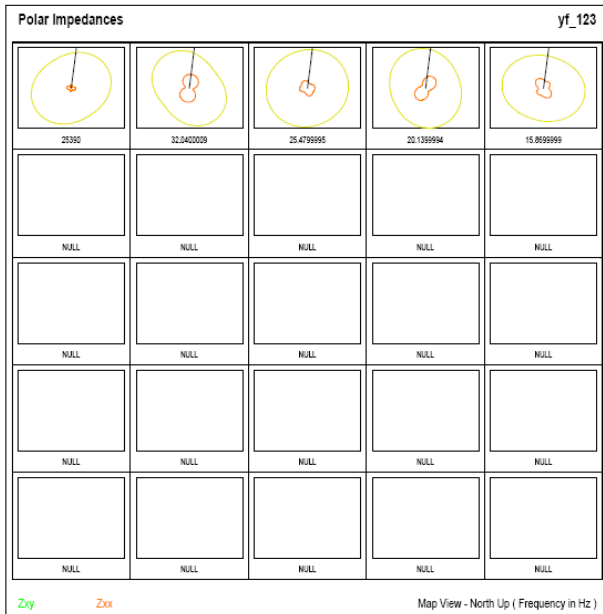 Polar Impedances yf_123
25390 32.0400009 25.4799995 20.1399994 15.8699999
NULL NULL NULL NULL NULL
NULL NULL NULL NULL NULL
NULL NULL NULL NULL NULL
NULL NULL NULL NULL NULL
Zxy Zxx Map View - North Up ( Frequency in Hz )